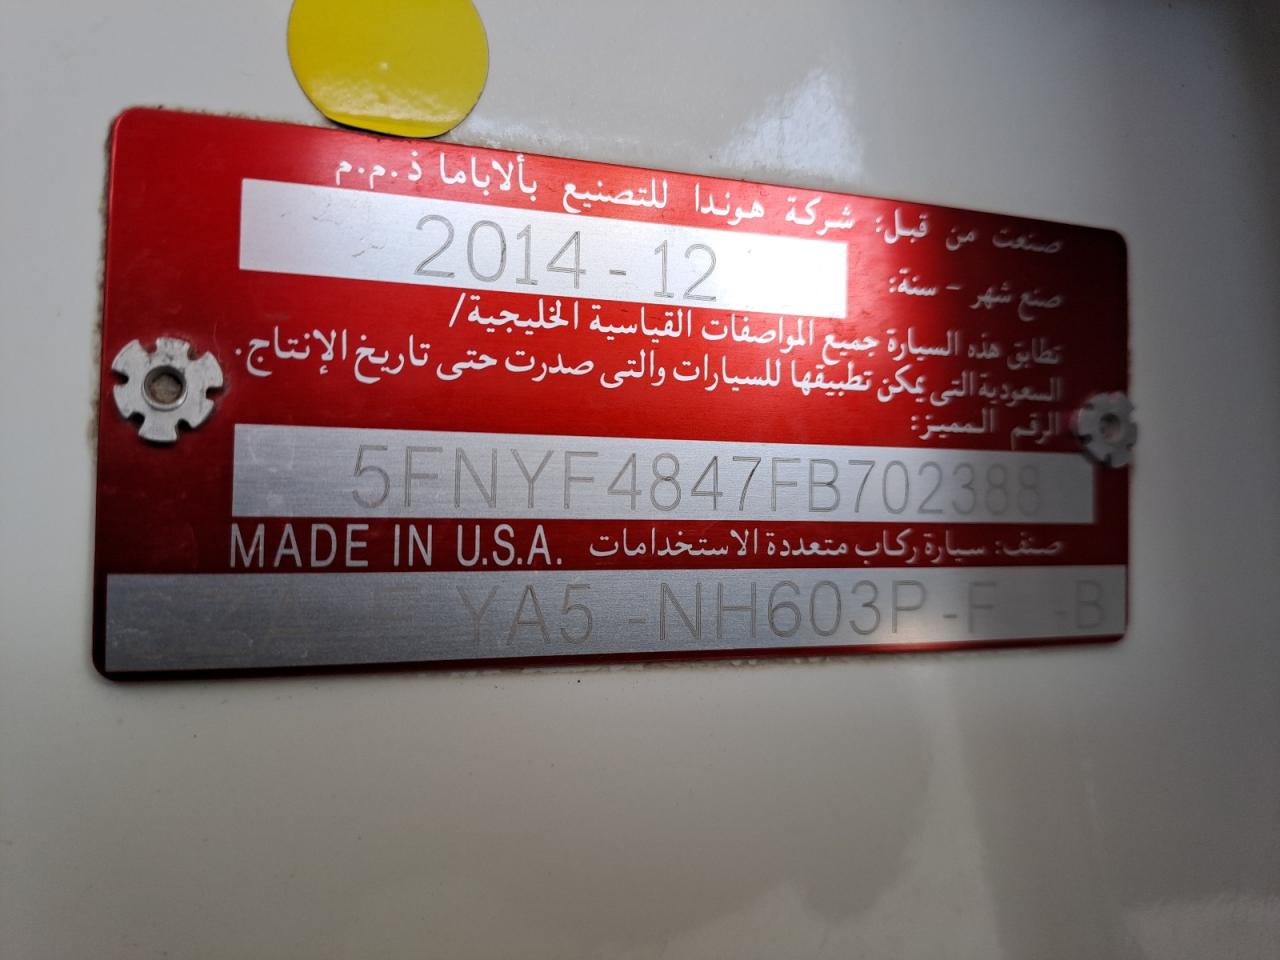 صنعت من قبل: شركة هوندا للتصنيع بألاباما ذ.م.م
صنع شهر - سنة: 2014 - 12
تطابق هذه السيارة جميع المواصفات القياسية الخليجية/
السعودية التى يمكن تطبيقها للسيارات والتى صدرت حتى تاريخ الإنتاج.
الرقم المميز:
5FNYF4847FB702388
صنف: سيارة ركاب متعددة الاستخدامات MADE IN U.S.A.
YA5 -NH603P-F -B